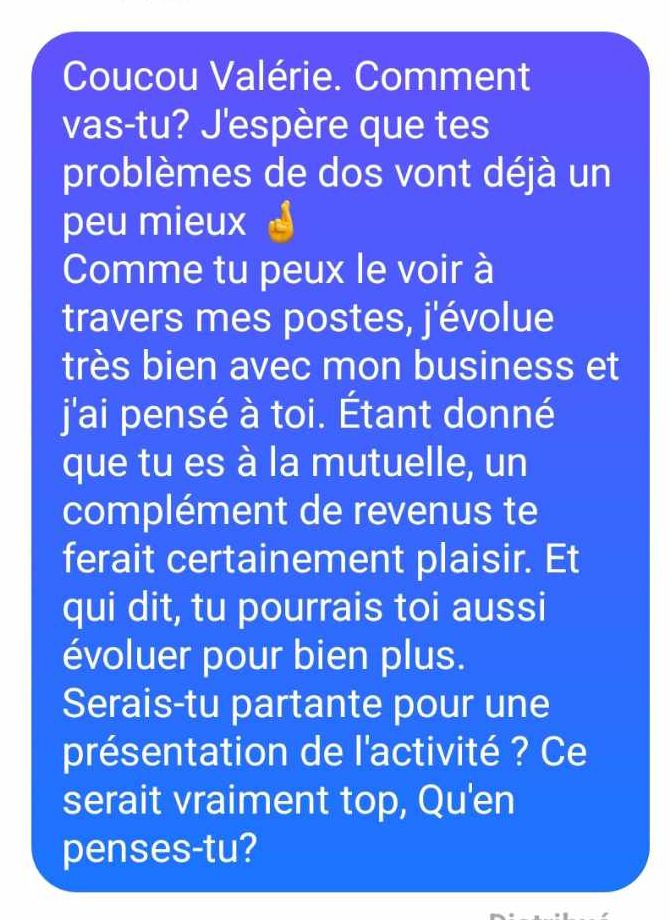 Coucou Valérie. Comment
vas-tu? J'espère que tes
problèmes de dos vont déjà un
peu mieux 🤞
Comme tu peux le voir à
travers mes postes, j'évolue
très bien avec mon business et
j'ai pensé à toi. Étant donné
que tu es à la mutuelle, un
complément de revenus te
ferait certainement plaisir. Et
qui dit, tu pourrais toi aussi
évoluer pour bien plus.
Serais-tu partante pour une
présentation de l'activité ? Ce
serait vraiment top, Qu'en
penses-tu?